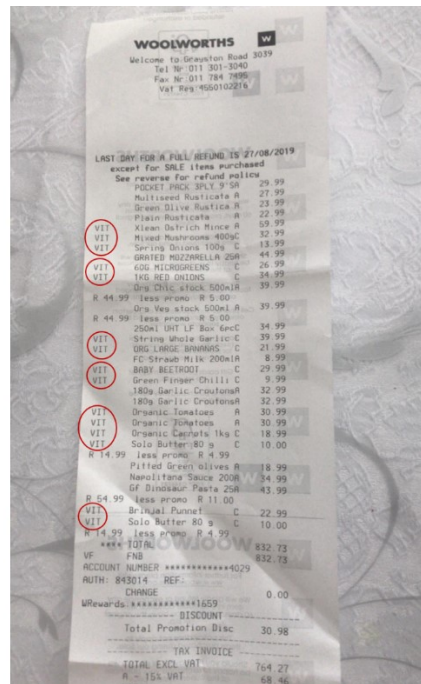 WOOLWORTHS W
Welcome to Grayston Road 3039
Tel Nr 011 301-3040
Fax Nr 011 784 7495
Vat Reg 4550102216
LAST DAY FOR A FULL REFUND IS 27/08/2019
except for SALE items purchased
See reverse for refund policy
POCKET PACK 3PLY 9'SA 29.99
Multiseed Rusticata A 27.99
Green Olive Rustica A 23.99
Plain Rusticata A 22.99
VIT Xlean Ostrich Mince A 59.99
VIT Mixed Mushrooms 400gC 32.99
VIT Spring Onions 100g C 13.99
GRATED MOZZARELLA 25A 44.99
VIT 60G MICROGREENS C 26.99
VIT 1KG RED ONIONS C 34.99
Org Chic stock 500mlA 39.99
R 44.99 less promo R 5.00
Org Veg stock 500ml A 39.99
R 44.99 less promo R 5.00
250ml UHT LF Box 6pcC 34.99
VIT String Whole Garlic C 39.99
VIT ORG LARGE BANANAS C 21.99
FC Strawb Milk 200mlA 8.99
VIT BABY BEETROOT C 29.99
VIT Green Finger Chilli C 9.99
180g Garlic CroutonsA 32.99
180g Garlic CroutonsA 32.99
VIT Organic Tomatoes A 30.99
VIT Organic Tomatoes A 30.99
VIT Organic Carrots 1kg C 18.99
VIT Solo Butter 80 g C 10.00
R 14.99 less promo R 4.99
Pitted Green olives A 18.99
Napolitana Sauce 200A 34.99
Gf Dinosaur Pasta 25A 43.99
R 54.99 less promo R 11.00
VIT Brinjal Punnet C 22.99
VIT Solo Butter 80 g C 10.00
R 14.99 less promo R 4.99
**** TOTAL 832.73
VF FNB 832.73
ACCOUNT NUMBER ************4029
AUTH: 843014 REF:
CHANGE 0.00
WRewards ************1659
DISCOUNT
Total Promotion Disc 30.98
TAX INVOICE
TOTAL EXCL VAT 764.27
A - 15% VAT 68.46